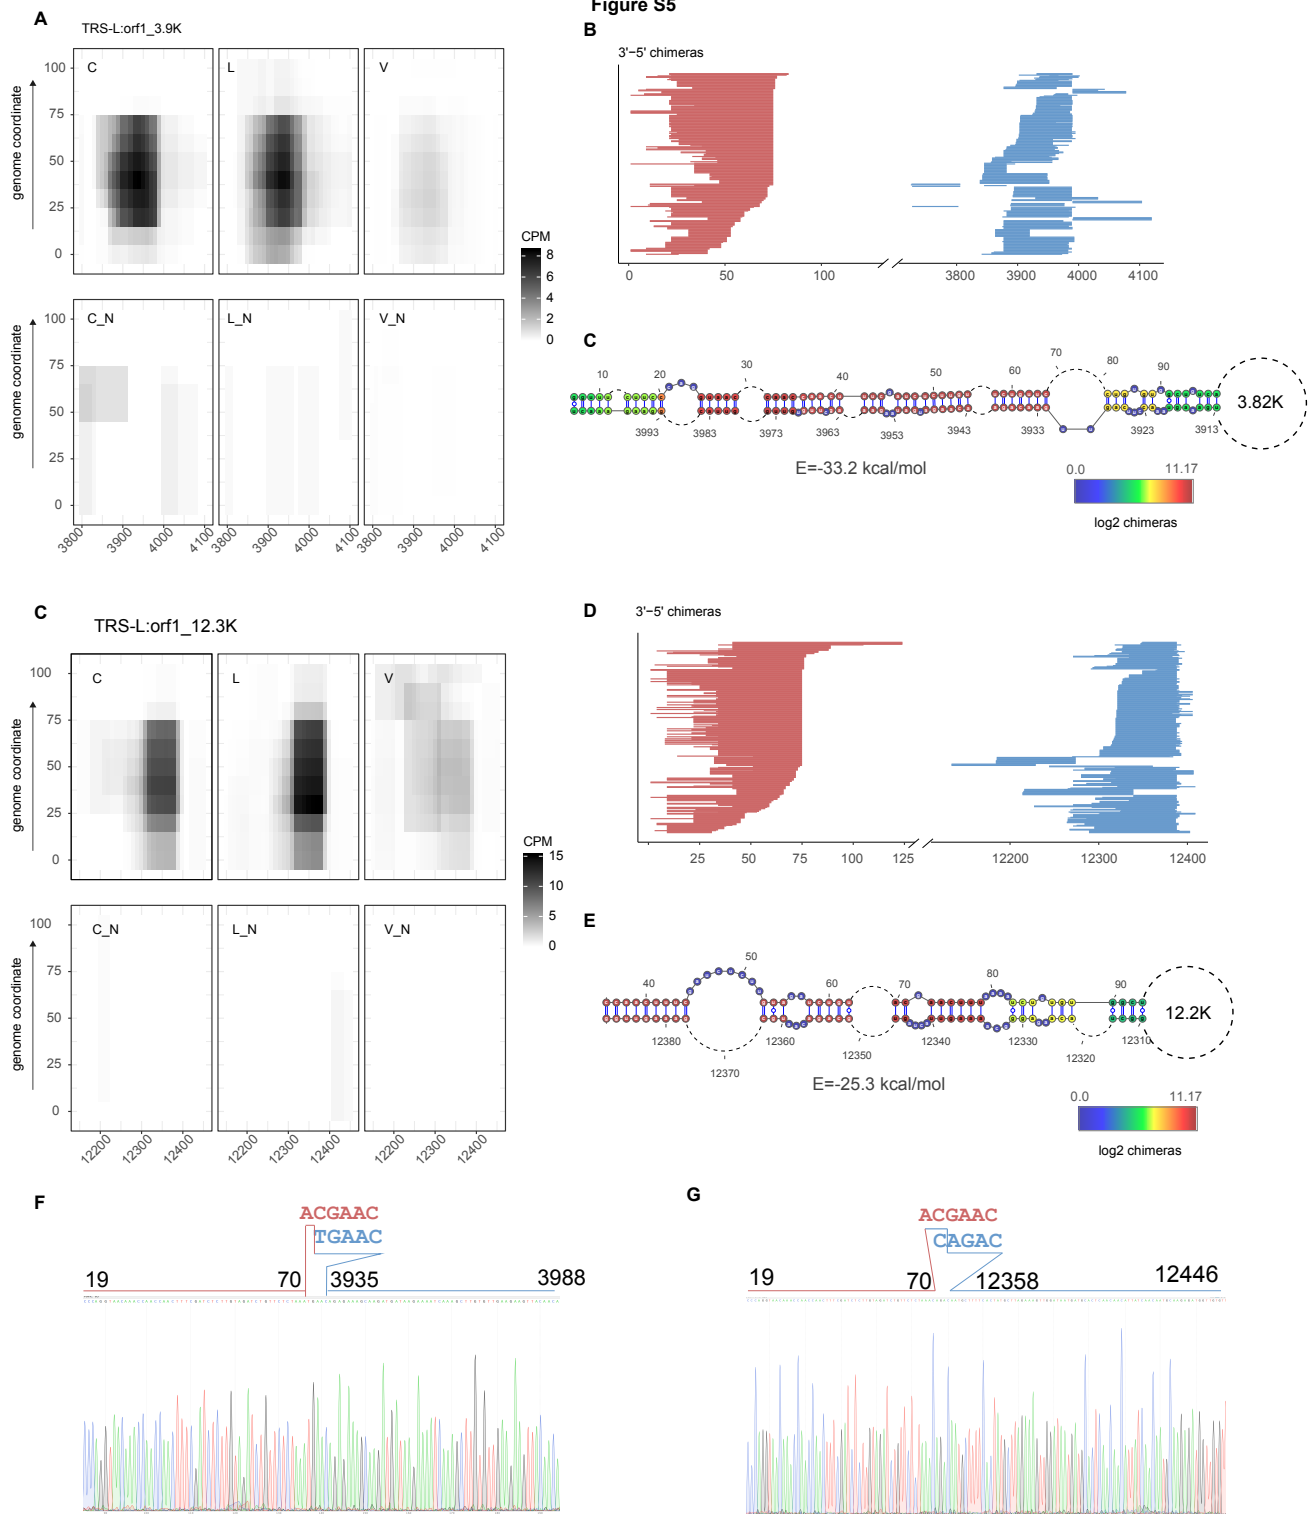 Figure S5
A
TRS-L:orf1_3.9K
C
L
V
100
75
50
25
0
genome coordinate
CPM
8
6
4
2
0
C_N
L_N
V_N
100
75
50
25
0
genome coordinate
3800
3900
4000
4100
3800
3900
4000
4100
3800
3900
4000
4100
B
3'−5' chimeras
0
50
100
3800
3900
4000
4100
C
10
20
30
40
50
60
70
80
90
3993
3983
3973
3963
3953
3943
3933
3923
3913
3.82K
E=-33.2 kcal/mol
0.0
11.17
log2 chimeras
C
TRS-L:orf1_12.3K
C
L
V
100
75
50
25
0
genome coordinate
CPM
15
10
5
0
C_N
L_N
V_N
100
75
50
25
0
genome coordinate
12200
12300
12400
12200
12300
12400
12200
12300
12400
D
3'−5' chimeras
25
50
75
100
125
12200
12300
12400
E
40
50
60
70
80
90
12380
12370
12360
12350
12340
12330
12320
12310
12.2K
E=-25.3 kcal/mol
0.0
11.17
log2 chimeras
F
ACGAAC
TGAAC
19
70
3935
3988
G
ACGAAC
CAGAC
19
70
12358
12446